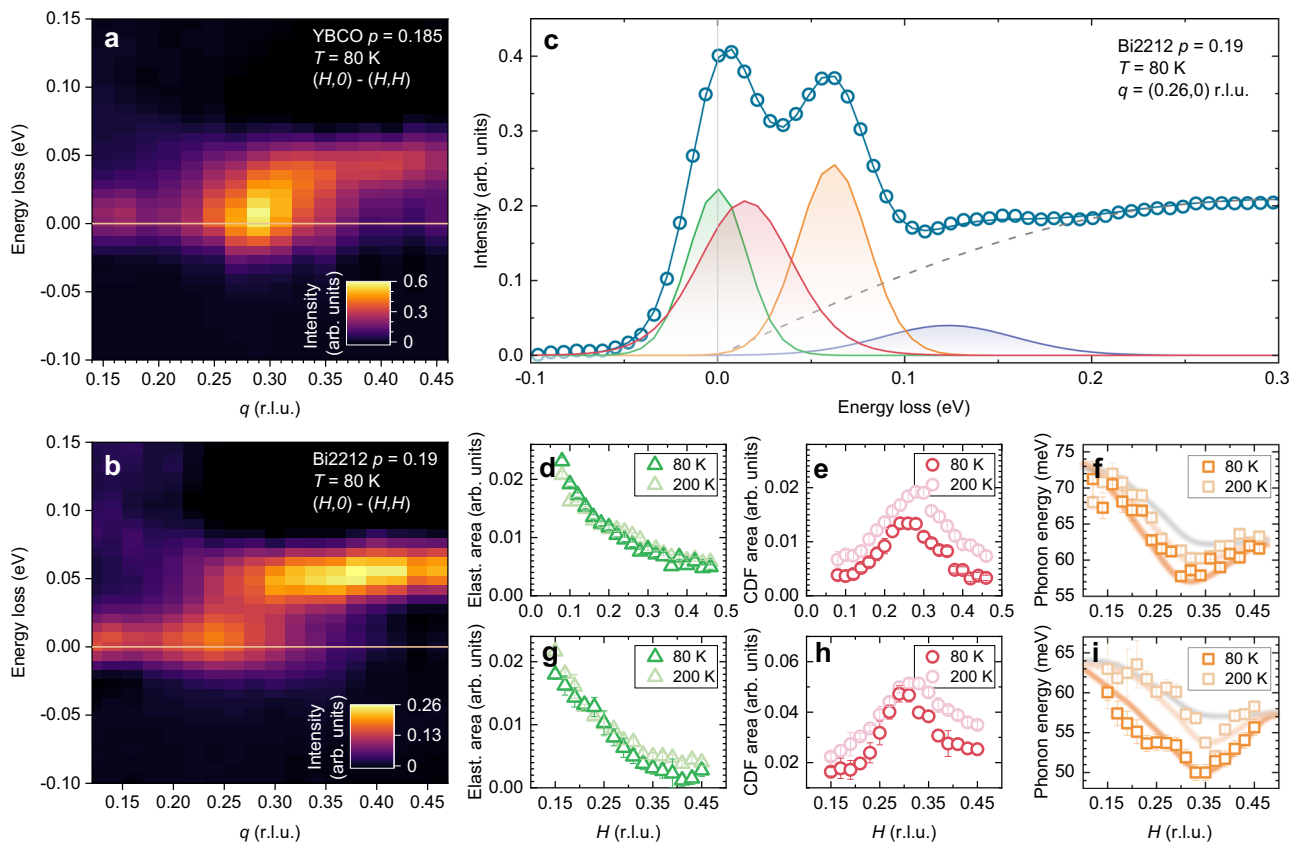 a
YBCO p = 0.185
T = 80 K
(H,0) - (H,H)
0.15
0.10
0.05
0.00
-0.05
-0.10
Energy loss (eV)
Intensity
(arb. units)
0.6
0.3
0
0.15 0.20 0.25 0.30 0.35 0.40 0.45
q (r.l.u.)
c
Bi2212 p = 0.19
T = 80 K
q = (0.26,0) r.l.u.
0.4
0.3
0.2
0.1
0.0
Intensity (arb. units)
-0.1 0.0 0.1 0.2 0.3
Energy loss (eV)
b
Bi2212 p = 0.19
T = 80 K
(H,0) - (H,H)
0.15
0.10
0.05
0.00
-0.05
-0.10
Energy loss (eV)
Intensity
(arb. units)
0.26
0.13
0
0.15 0.20 0.25 0.30 0.35 0.40 0.45
q (r.l.u.)
d
80 K
200 K
0.02
0.01
0.00
Elast. area (arb. units)
0.0 0.1 0.2 0.3 0.4 0.5
e
80 K
200 K
0.02
0.01
0.00
CDF area (arb. units)
0.0 0.1 0.2 0.3 0.4 0.5
f
80 K
200 K
75
70
65
60
55
Phonon energy (meV)
0.15 0.25 0.35 0.45
g
80 K
200 K
0.02
0.01
0.00
Elast. area (arb. units)
0.15 0.25 0.35 0.45
H (r.l.u.)
h
80 K
200 K
0.06
0.04
0.02
CDF area (arb. units)
0.15 0.25 0.35 0.45
H (r.l.u.)
i
80 K
200 K
65
60
55
50
Phonon energy (meV)
0.15 0.25 0.35 0.45
H (r.l.u.)